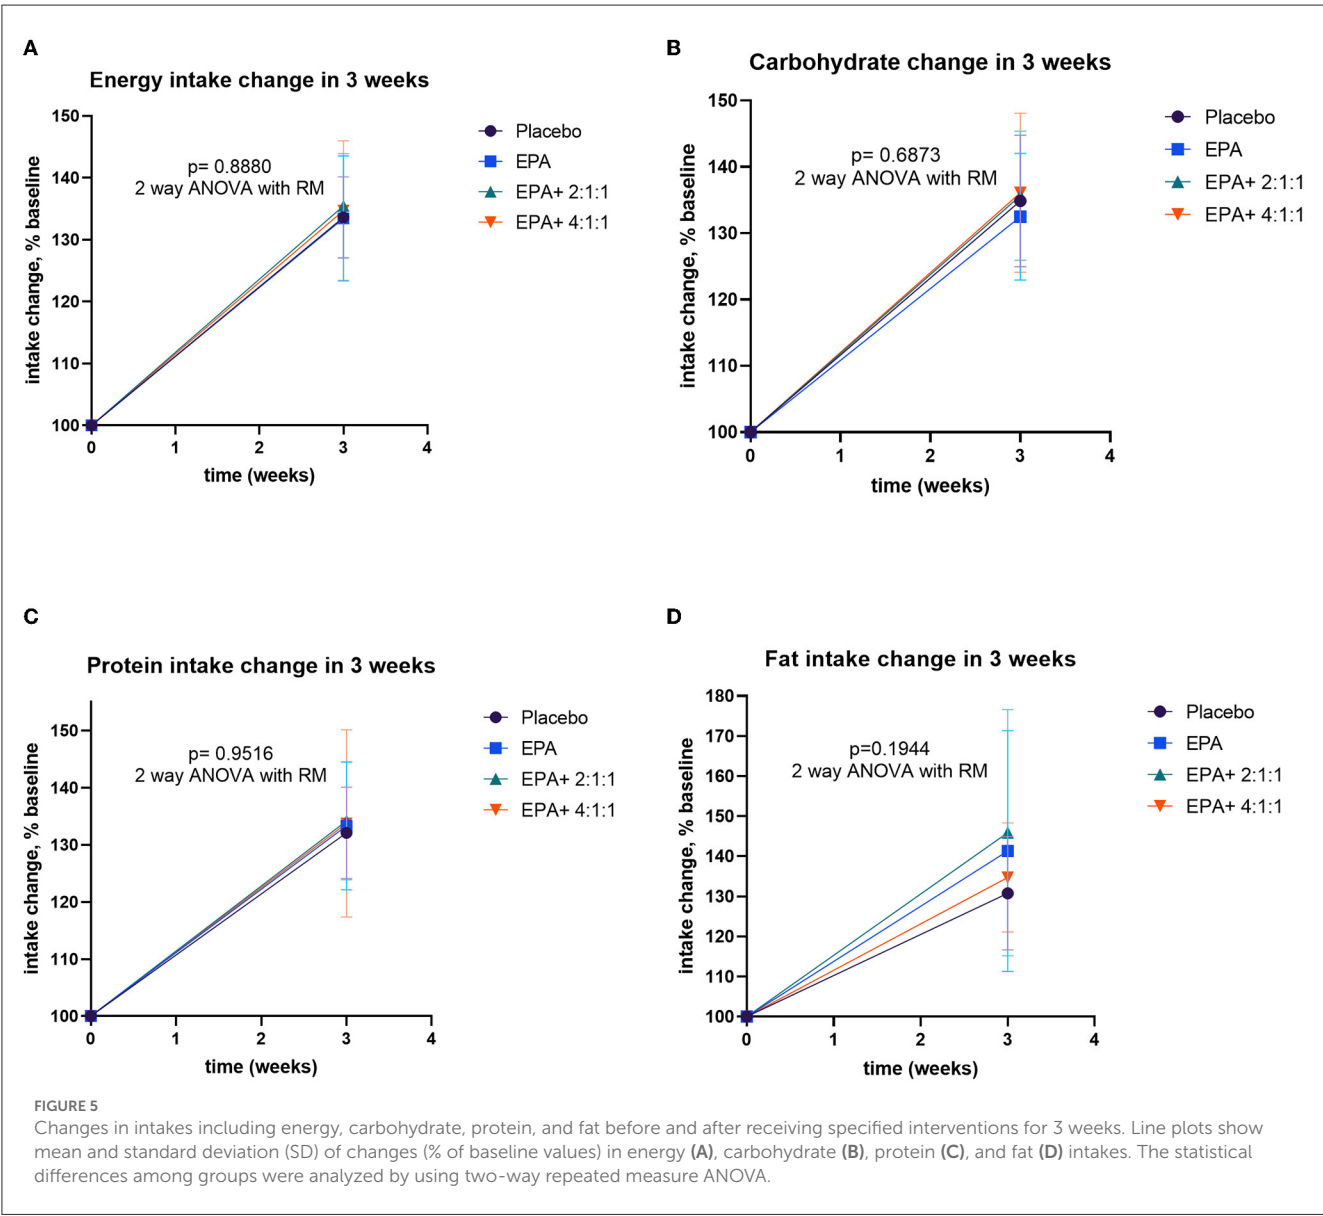 A
Energy intake change in 3 weeks
150
140
130
120
110
100
0
1
2
3
4
intake change, % baseline
time (weeks)
p= 0.8880
2 way ANOVA with RM
Placebo
EPA
EPA+ 2:1:1
EPA+ 4:1:1
B
Carbohydrate change in 3 weeks
150
140
130
120
110
100
0
1
2
3
4
intake change, % baseline
time (weeks)
p= 0.6873
2 way ANOVA with RM
Placebo
EPA
EPA+ 2:1:1
EPA+ 4:1:1
C
Protein intake change in 3 weeks
150
140
130
120
110
100
0
1
2
3
4
intake change, % baseline
time (weeks)
p= 0.9516
2 way ANOVA with RM
Placebo
EPA
EPA+ 2:1:1
EPA+ 4:1:1
D
Fat intake change in 3 weeks
180
170
160
150
140
130
120
110
100
0
1
2
3
4
intake change, % baseline
time (weeks)
p=0.1944
2 way ANOVA with RM
Placebo
EPA
EPA+ 2:1:1
EPA+ 4:1:1
FIGURE 5
Changes in intakes including energy, carbohydrate, protein, and fat before and after receiving specified interventions for 3 weeks. Line plots show
mean and standard deviation (SD) of changes (% of baseline values) in energy (A), carbohydrate (B), protein (C), and fat (D) intakes. The statistical
differences among groups were analyzed by using two-way repeated measure ANOVA.